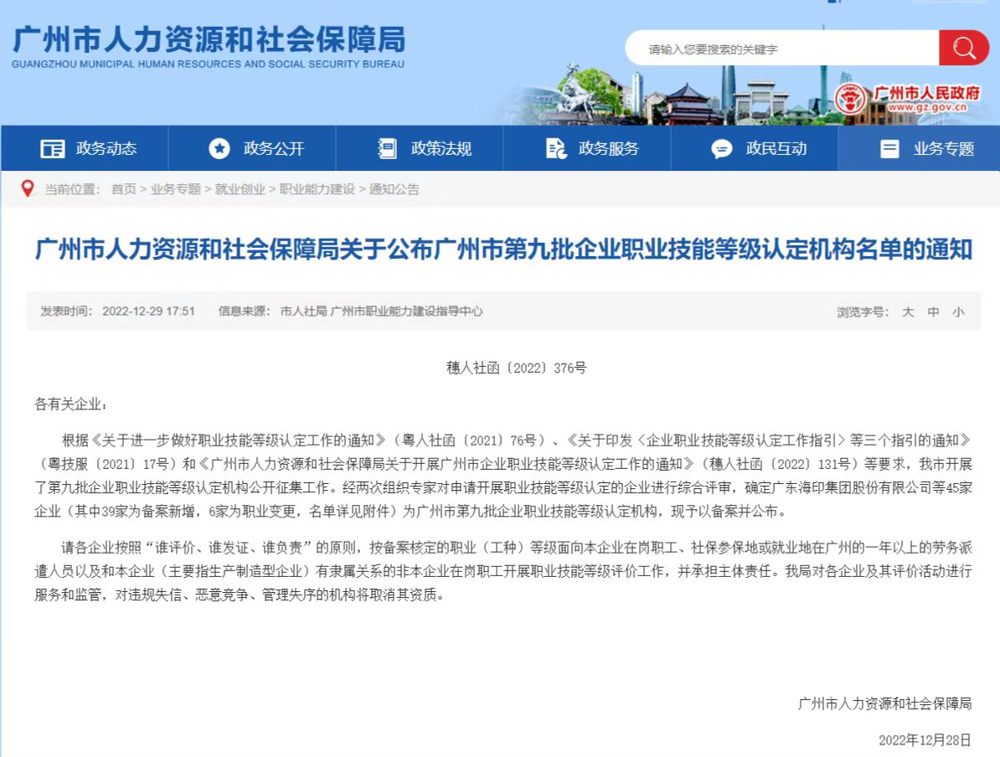 广州市人力资源和社会保障局
GUANGZHOU MUNICIPAL HUMAN RESOURCES AND SOCIAL SECURITY BUREAU
请输入您要搜索的关键字
广州市人民政府
www.gz.gov.cn
政务动态 政务公开 政策法规 政务服务 政民互动 业务专题
当前位置： 首页 > 业务专题 > 就业创业 > 职业能力建设 > 通知公告
广州市人力资源和社会保障局关于公布广州市第九批企业职业技能等级认定机构名单的通知
发表时间： 2022-12-29 17:51 信息来源： 市人社局 广州市职业能力建设指导中心 浏览字号： 大 中 小
穗人社函〔2022〕376号
各有关企业：
根据《关于进一步做好职业技能等级认定工作的通知》（粤人社函〔2021〕76号）、《关于印发〈企业职业技能等级认定工作指引〉等三个指引的通知》
（粤技服〔2021〕17号）和《广州市人力资源和社会保障局关于开展广州市企业职业技能等级认定工作的通知》（穗人社函〔2022〕131号）等要求，我市开展
了第九批企业职业技能等级认定机构公开征集工作。经两次组织专家对申请开展职业技能等级认定的企业进行综合评审，确定广东海印集团股份有限公司等45家
企业（其中39家为备案新增，6家为职业变更，名单详见附件）为广州市第九批企业职业技能等级认定机构，现予以备案并公布。
请各企业按照“谁评价、谁发证、谁负责”的原则，按备案核定的职业（工种）等级面向本企业在岗职工、社保参保地或就业地在广州的一年以上的劳务派
遣人员以及和本企业（主要指生产制造型企业）有隶属关系的非本企业在岗职工开展职业技能等级评价工作，并承担主体责任。我局对各企业及其评价活动进行
服务和监管，对违规失信、恶意竞争、管理失序的机构将取消其资质。
广州市人力资源和社会保障局
2022年12月28日